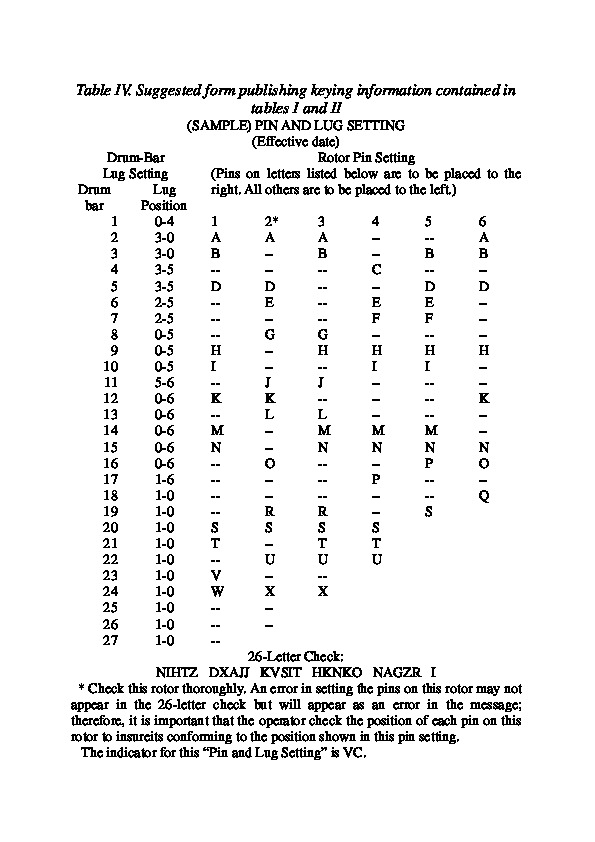 Table IV. Suggested form publishing keying information contained in
tables I and II
(SAMPLE) PIN AND LUG SETTING
(Effective date)
Drum-Bar Rotor Pin Setting
Lug Setting (Pins on letters listed below are to be placed to the
Drum Lug right. All others are to be placed to the left.)
bar Position
1 0-4 1 2* 3 4 5 6
2 3-0 A A A – -- A
3 3-0 B – B – B B
4 3-5 -- – -- C -- –
5 3-5 D D -- – D D
6 2-5 -- E -- E E –
7 2-5 -- – -- F F –
8 0-5 -- G G – -- –
9 0-5 H – H H H H
10 0-5 I – -- I I –
11 5-6 -- J J – -- –
12 0-6 K K -- – -- K
13 0-6 -- L L – -- –
14 0-6 M – M M M –
15 0-6 N – N N N N
16 0-6 -- O -- – P O
17 1-6 -- – -- P -- –
18 1-0 -- – -- – -- Q
19 1-0 -- R R – S
20 1-0 S S S S
21 1-0 T – T T
22 1-0 -- U U U
23 1-0 V – --
24 1-0 W X X
25 1-0 -- –
26 1-0 -- –
27 1-0 --
26-Letter Check:
NIHTZ DXAJJ KVSIT HKNKO NAGZR I
* Check this rotor thoroughly. An error in setting the pins on this rotor may not
appear in the 26-letter check but will appear as an error in the message;
therefore, it is important that the operator check the position of each pin on this
rotor to insureits conforming to the position shown in this pin setting.
The indicator for this “Pin and Lug Setting” is VC.